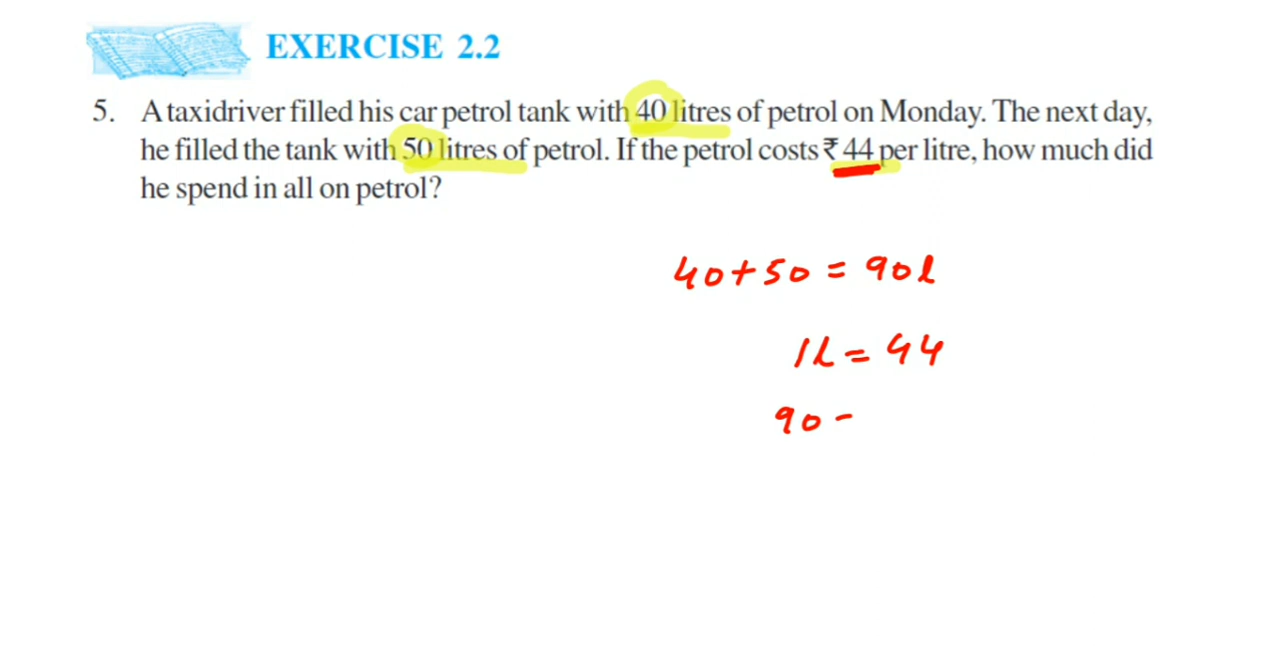 EXERCISE 2.2
5. A taxidriver filled his car petrol tank with 40 litres of petrol on Monday. The next day,
he filled the tank with 50 litres of petrol. If the petrol costs ₹ 44 per litre, how much did
he spend in all on petrol?
40+50 = 90l
1L = 44
90 -